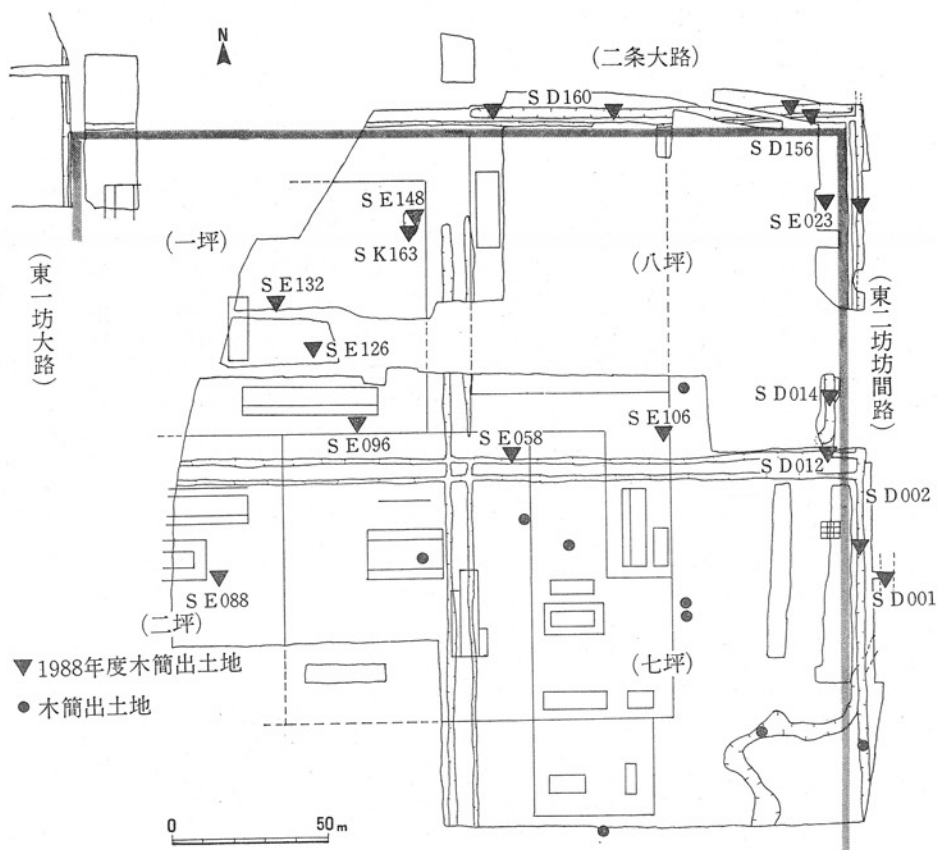 N
(二条大路)
SD160
SD156
SE148
SE023
(一坪)
SK163
(八坪)
(東一坊大路)
SE132
(東二坊坊間路)
SE126
SD014
SE106
SE096
SE058
SD012
SD002
SE088
SD001
(二坪)
(七坪)
▼1988年度木簡出土地
●木簡出土地
0 50m